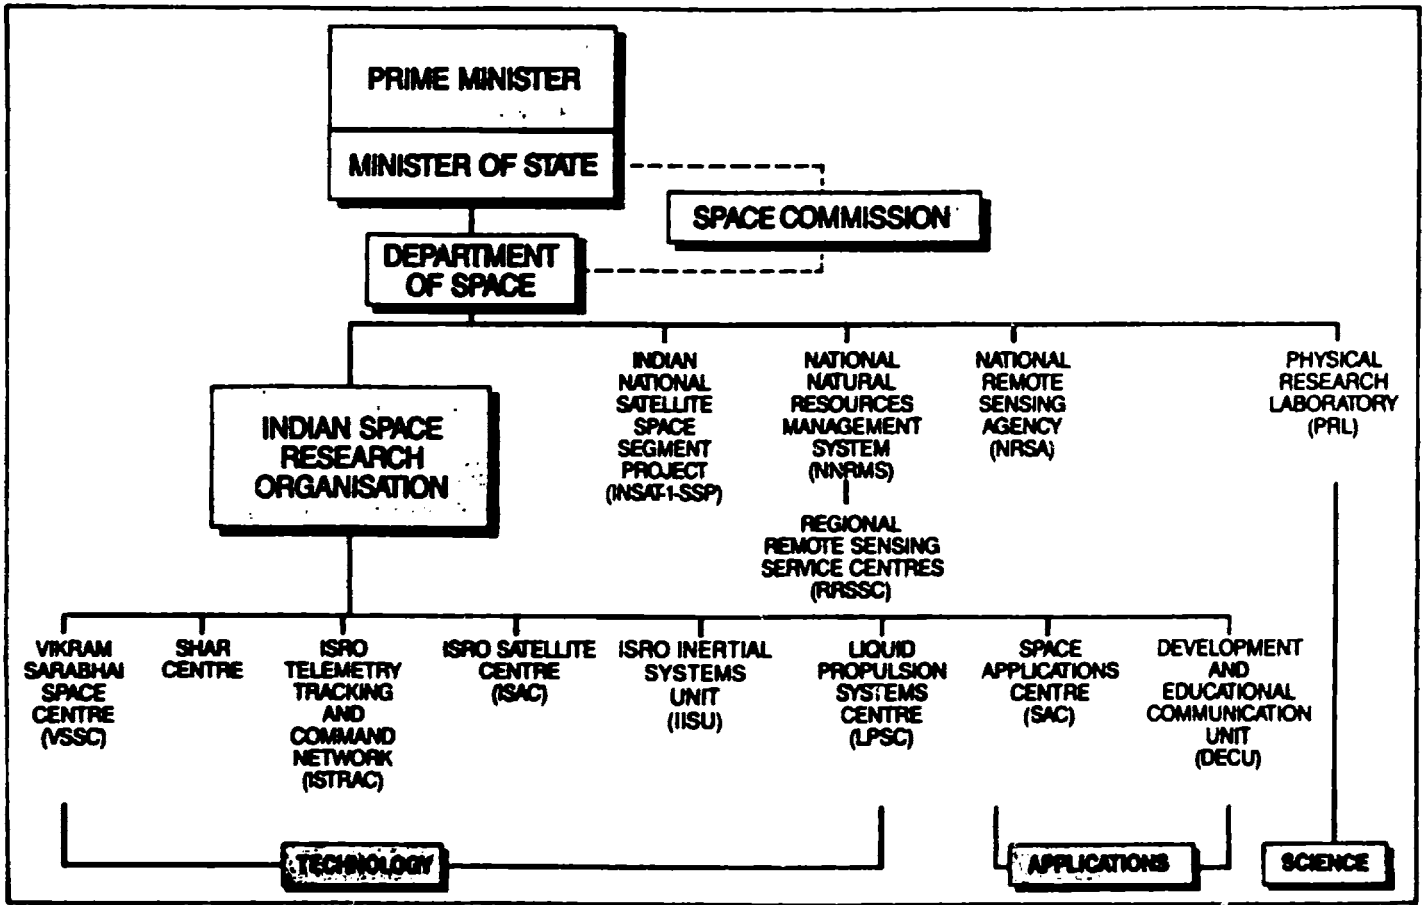 PRIME MINISTER
MINISTER OF STATE
SPACE COMMISSION
DEPARTMENT
OF SPACE
INDIAN
NATIONAL
SATELLITE
SPACE
SEGMENT
PROJECT
(INSAT-1-SSP)
NATIONAL
NATURAL
RESOURCES
MANAGEMENT
SYSTEM
(NNRMS)
NATIONAL
REMOTE
SENSING
AGENCY
(NRSA)
PHYSICAL
RESEARCH
LABORATORY
(PRL)
INDIAN SPACE
RESEARCH
ORGANISATION
REGIONAL
REMOTE SENSING
SERVICE CENTRES
(RRSSC)
VIKRAM
SARABHAI
SPACE
CENTRE
(VSSC)
SHAR
CENTRE
ISRO
TELEMETRY
TRACKING
AND
COMMAND
NETWORK
(ISTRAC)
ISRO SATELLITE
CENTRE
(ISAC)
ISRO INERTIAL
SYSTEMS
UNIT
(IISU)
LIQUID
PROPULSION
SYSTEMS
CENTRE
(LPSC)
SPACE
APPLICATIONS
CENTRE
(SAC)
DEVELOPMENT
AND
EDUCATIONAL
COMMUNICATION
UNIT
(DECU)
TECHNOLOGY
APPLICATIONS
SCIENCE